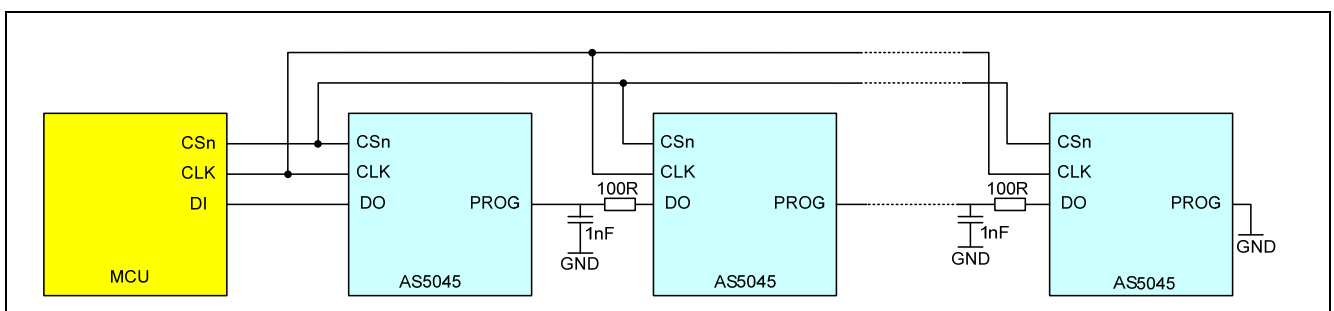 CSn
CLK
DI
MCU
CSn
CLK
DO
PROG
AS5045
100R
1nF
GND
CSn
CLK
DO
PROG
AS5045
100R
1nF
GND
CSn
CLK
DO
PROG
AS5045
GND